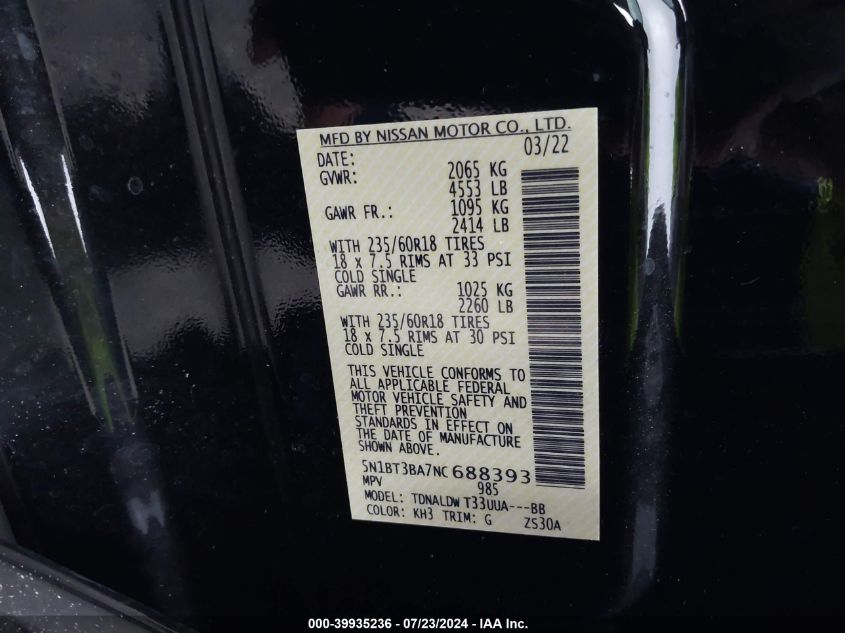 MFD BY NISSAN MOTOR CO., LTD.
DATE: 03/22
GVWR: 2065 KG
4553 LB
GAWR FR.: 1095 KG
2414 LB
WITH 235/60R18 TIRES
18 x 7.5 RIMS AT 33 PSI
COLD SINGLE
GAWR RR.: 1025 KG
2260 LB
WITH 235/60R18 TIRES
18 x 7.5 RIMS AT 30 PSI
COLD SINGLE
THIS VEHICLE CONFORMS TO
ALL APPLICABLE FEDERAL
MOTOR VEHICLE SAFETY AND
THEFT PREVENTION
STANDARDS IN EFFECT ON
THE DATE OF MANUFACTURE
SHOWN ABOVE.
5N1BT3BA7NC688393
MPV 985
MODEL: TDNALDW T33UUA---BB
COLOR: KH3 TRIM: G ZS30A
000-39935236 - 07/23/2024 - IAA Inc.